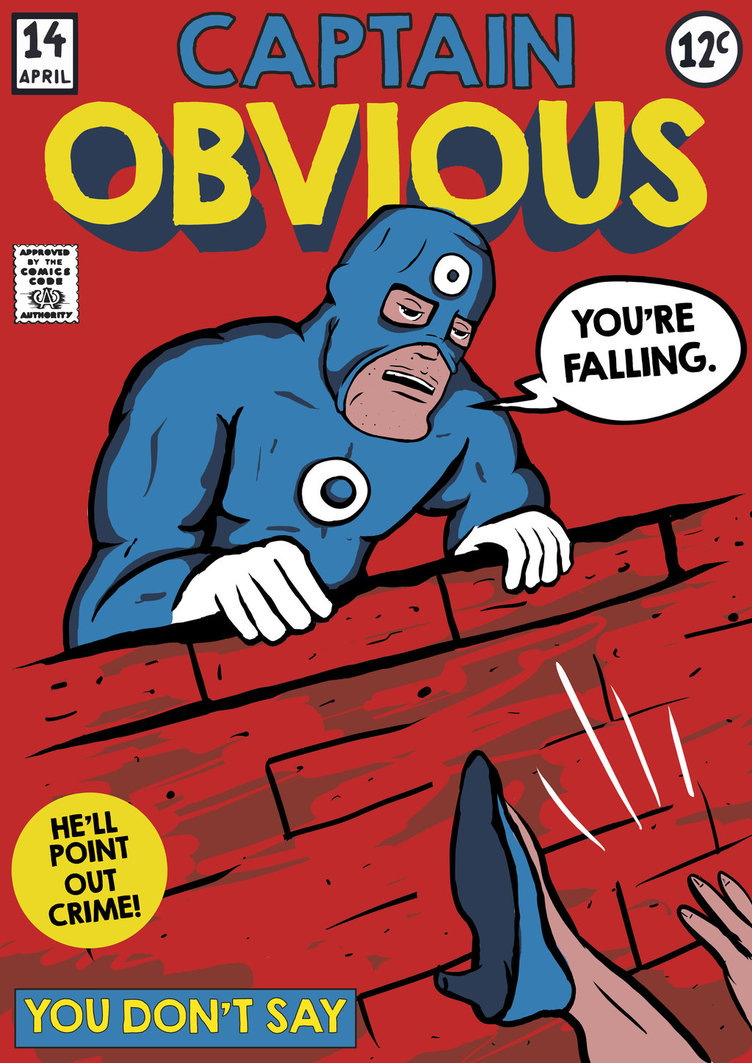 14
APRIL
CAPTAIN
12¢
OBVIOUS
APPROVED
BY THE
COMICS
CODE
AUTHORITY
YOU'RE
FALLING.
HE'LL
POINT
OUT
CRIME!
YOU DON'T SAY